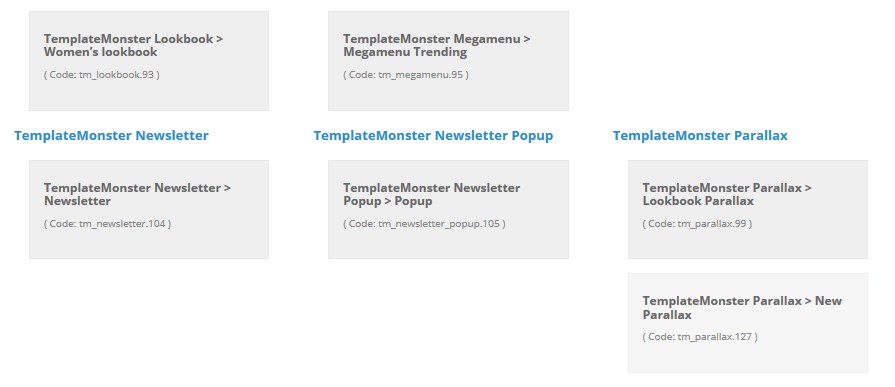 TemplateMonster Lookbook >
Women's lookbook
( Code: tm_lookbook.93 )
TemplateMonster Megamenu >
Megamenu Trending
( Code: tm_megamenu.95 )
TemplateMonster Newsletter
TemplateMonster Newsletter >
Newsletter
( Code: tm_newsletter.104 )
TemplateMonster Newsletter Popup
TemplateMonster Newsletter
Popup > Popup
( Code: tm_newsletter_popup.105 )
TemplateMonster Parallax
TemplateMonster Parallax >
Lookbook Parallax
( Code: tm_parallax.99 )
TemplateMonster Parallax > New
Parallax
( Code: tm_parallax.127 )